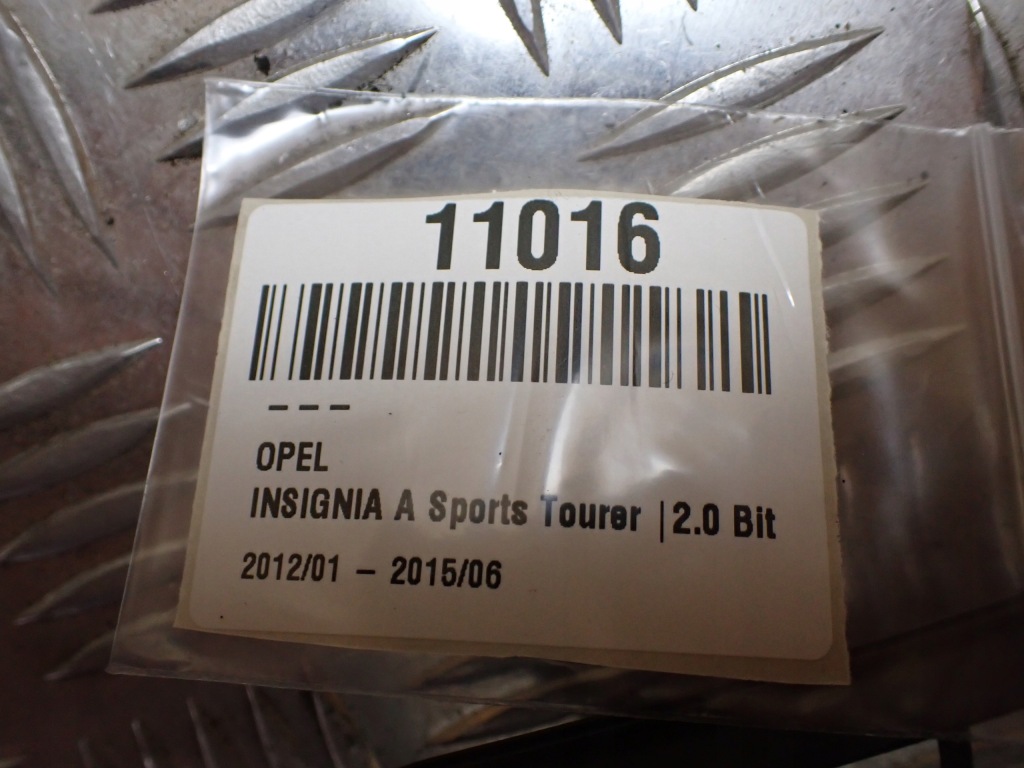 11016
---
OPEL
INSIGNIA A Sports Tourer |2.0 Bit
2012/01 – 2015/06